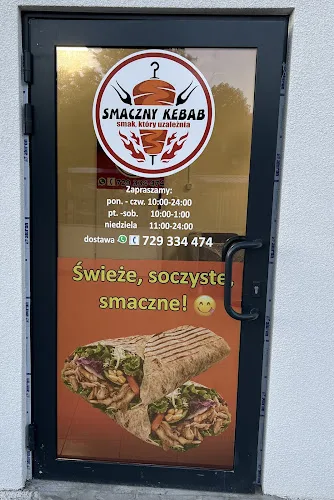 SMACZNY KEBAB
smak, który uzależnia
Zapraszamy:
pon. - czw. 10:00-24:00
pt. -sob. 10:00-1:00
niedziela 11:00-24:00
dostawa 729 334 474
Świeże, soczyste,
smaczne!